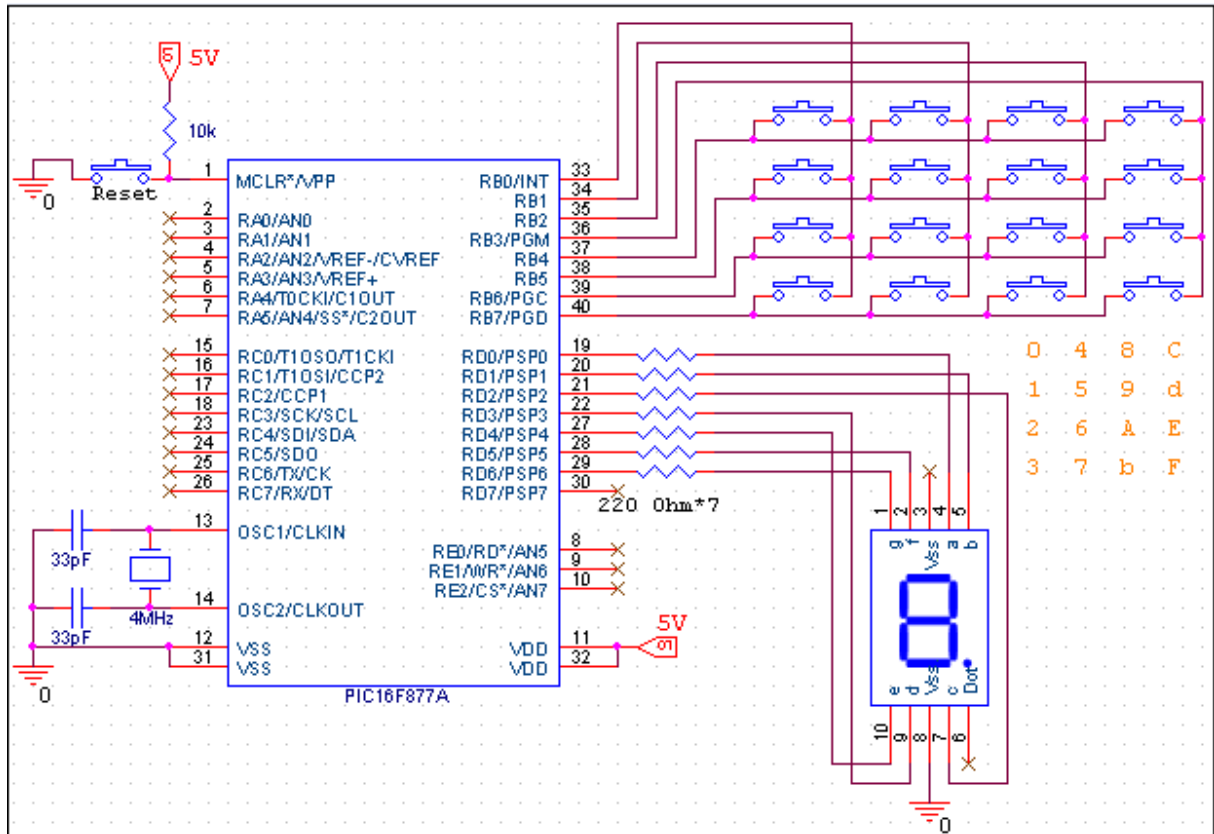 5V
10k
Reset
0
1 MCLR*/VPP
2 RA0/AN0
3 RA1/AN1
4 RA2/AN2/VREF-/CVREF
5 RA3/AN3/VREF+
6 RA4/T0CKI/C1OUT
7 RA5/AN4/SS*/C2OUT
15 RC0/T1OSO/T1CKI
16 RC1/T1OSI/CCP2
17 RC2/CCP1
18 RC3/SCK/SCL
23 RC4/SDI/SDA
24 RC5/SDO
25 RC6/TX/CK
26 RC7/RX/DT
13 OSC1/CLKIN
14 OSC2/CLKOUT
12 VSS
31 VSS
33pF
4MHz
33pF
0
RB0/INT 33
RB1 34
RB2 35
RB3/PGM 36
RB4 37
RB5 38
RB6/PGC 39
RB7/PGD 40
RD0/PSP0 19
RD1/PSP1 20
RD2/PSP2 21
RD3/PSP3 22
RD4/PSP4 27
RD5/PSP5 28
RD6/PSP6 29
RD7/PSP7 30
220 Ohm*7
RE0/RD*/AN5 8
RE1/WR*/AN6 9
RE2/CS*/AN7 10
VDD 11
VDD 32
5V
PIC16F877A
0 4 8 C
1 5 9 d
2 6 A E
3 7 b F
1 2 3 4 5
g f Vss a b
8.
e d Vss c Dot
10 9 8 7 6
0